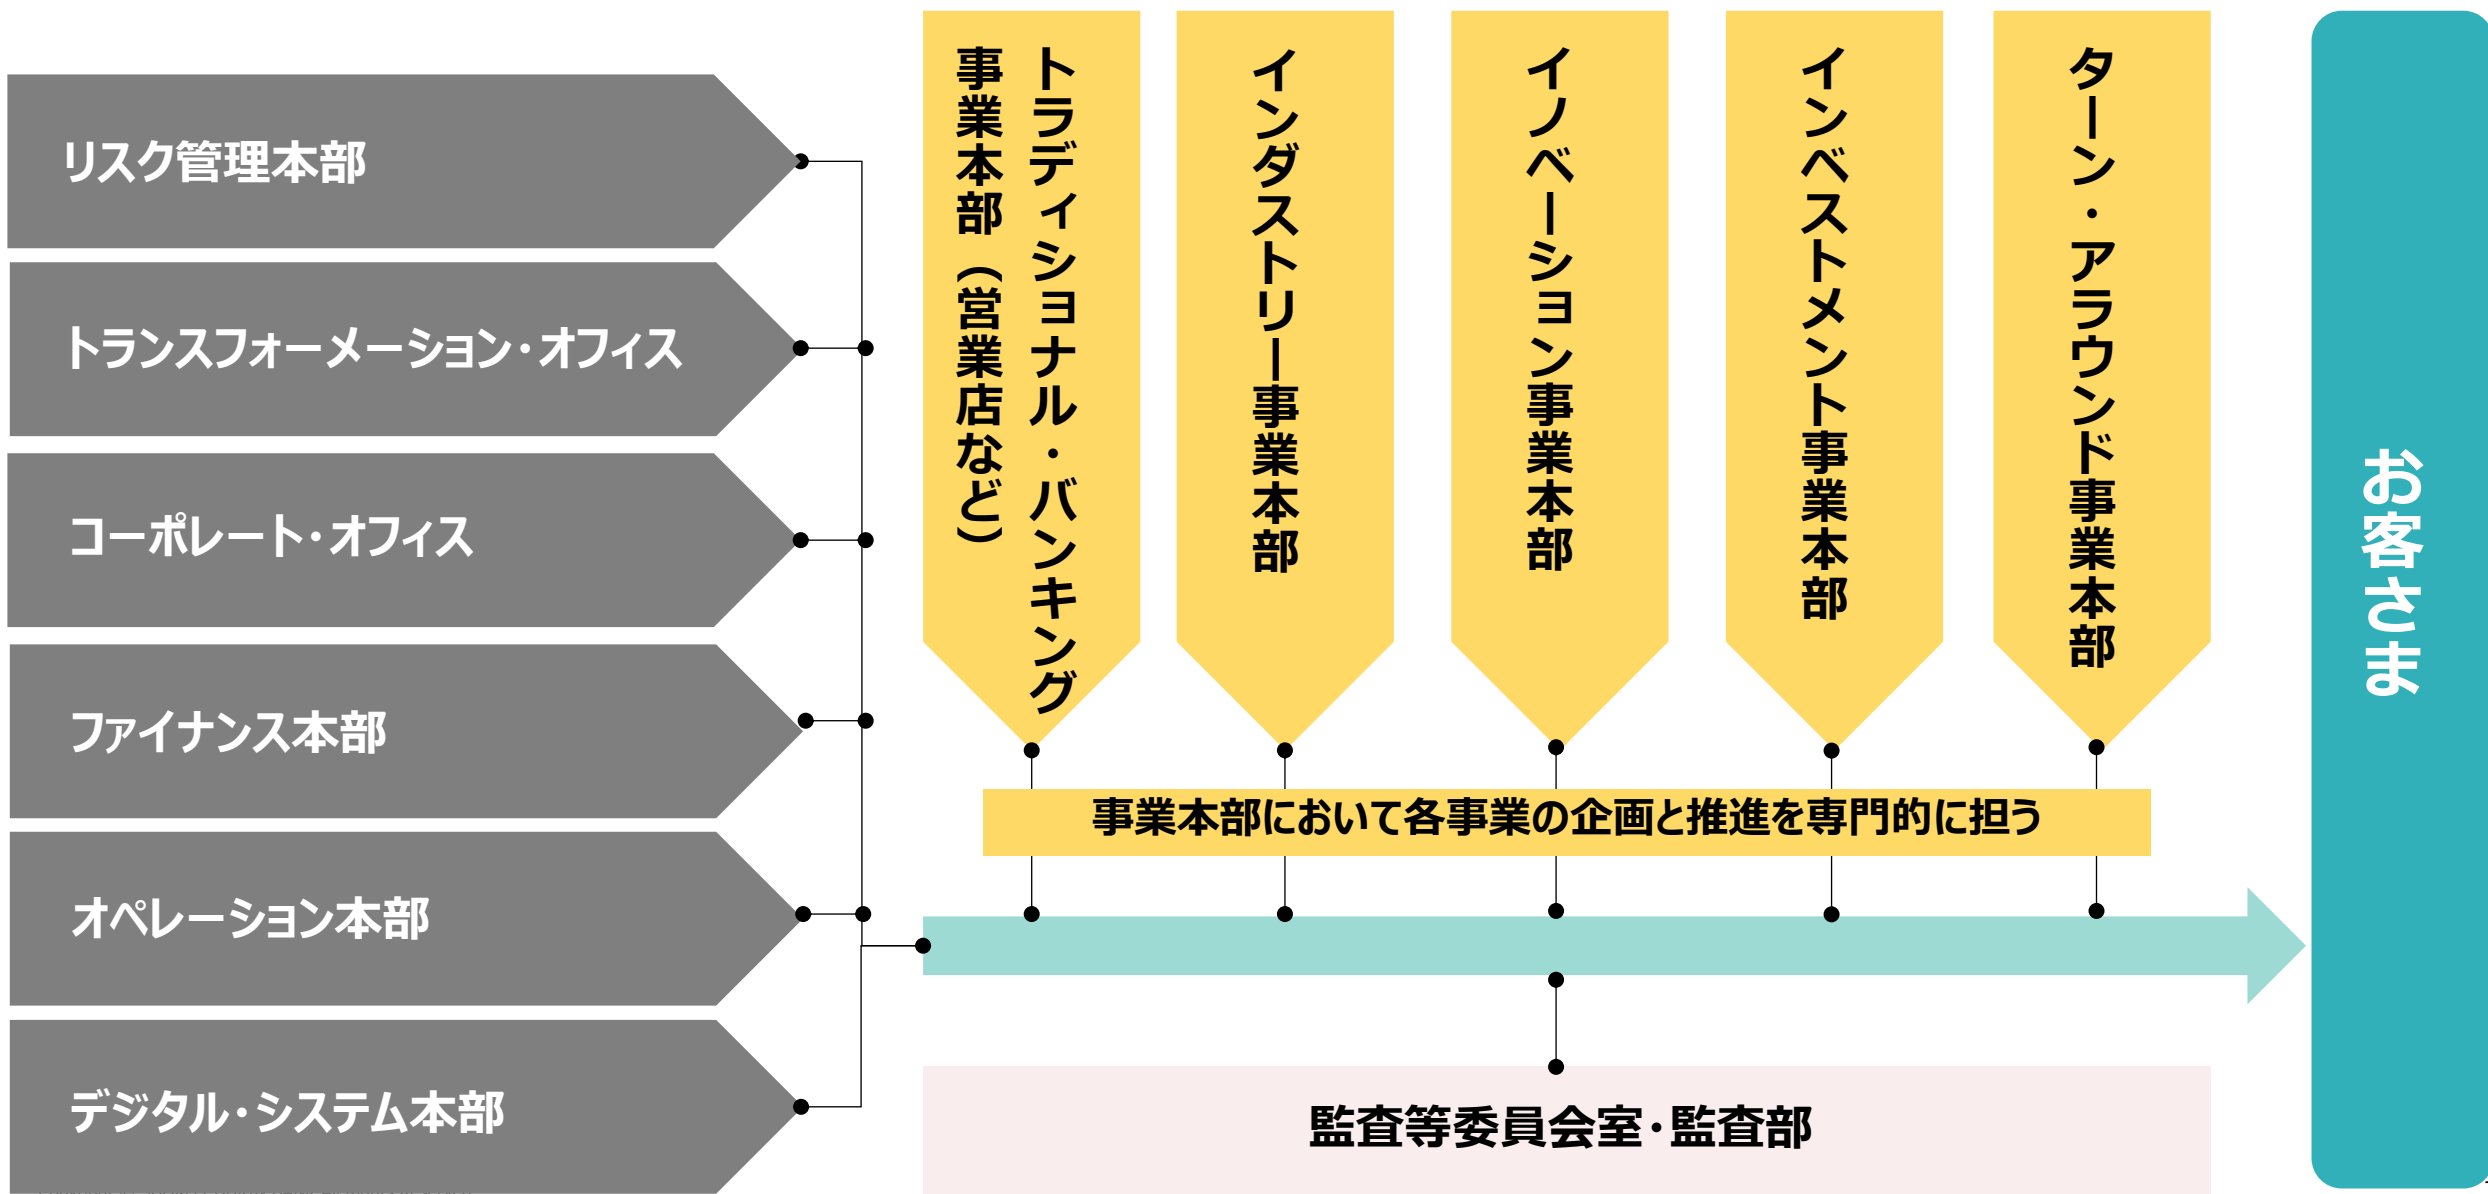 リスク管理本部
トランスフォーメーション・オフィス
コーポレート・オフィス
ファイナンス本部
オペレーション本部
デジタル・システム本部
トラディショナル・バンキング
事業本部（営業店など）
インダストリー事業本部
イノベーション事業本部
インベストメント事業本部
ターン・アラウンド事業本部
事業本部において各事業の企画と推進を専門的に担う
監査等委員会室・監査部
お客さま